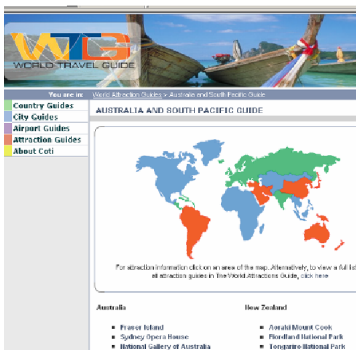 WTG
WORLD TRAVEL GUIDE
You are in: World Attraction Guides > Australia and South Pacific Guide
Country Guides
City Guides
Airport Guides
Attraction Guides
About Coti
AUSTRALIA AND SOUTH PACIFIC GUIDE
For attraction information click on an area of the map. Alternatively, to view a full list
all attraction guides in The World Attractions Guide, click here
Australia
New Zealand
Fraser Island
Aoraki Mount Cook
Sydney Opera House
Fiordland National Park
National Gallery of Australia
Tongariro National Park